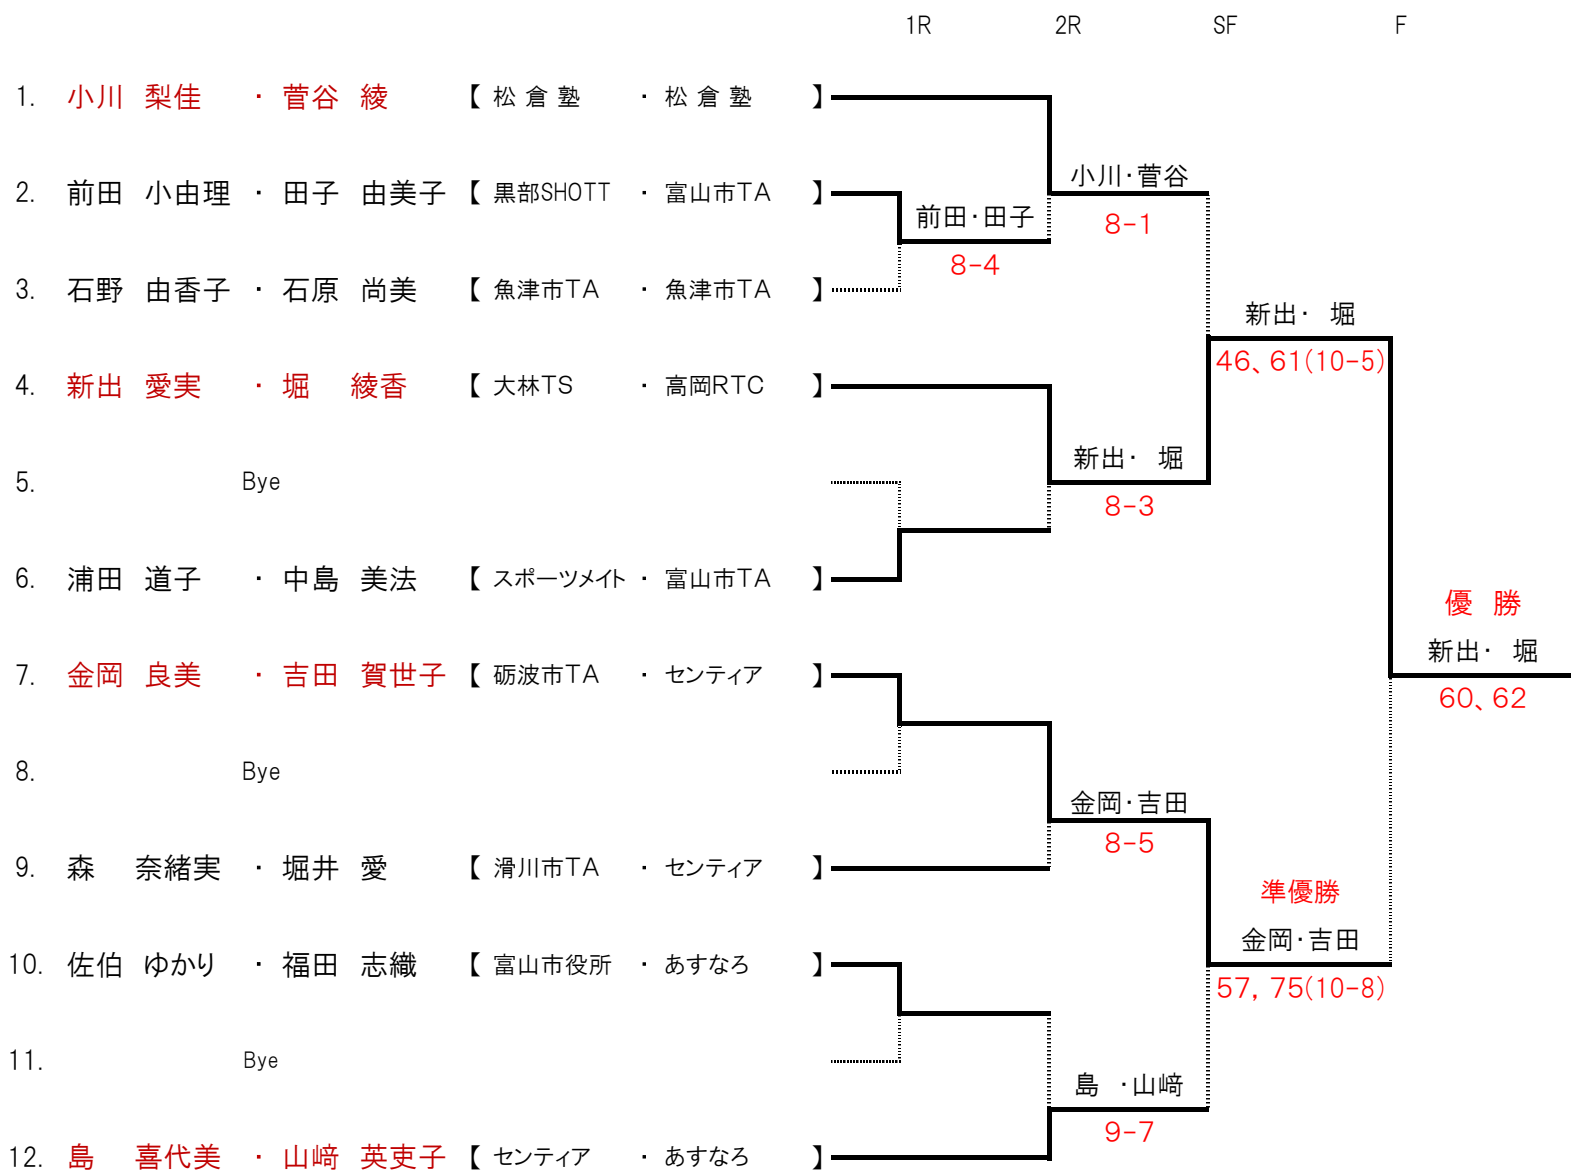 1R 2R SF F
1. 小川 梨佳 ・ 菅谷 綾 【 松 倉 塾 ・ 松 倉 塾 】
小川・菅谷
2. 前田 小由理 ・ 田子 由美子 【 黒部SHOTT ・ 富山市TA 】
前田・田子 8-1
8-4
3. 石野 由香子 ・ 石原 尚美 【 魚津市TA ・ 魚津市TA 】
新出・ 堀
46、61(10-5)
4. 新出 愛実 ・ 堀 綾香 【 大林TS ・ 高岡RTC 】
新出・ 堀
5. Bye
8-3
6. 浦田 道子 ・ 中島 美法 【 スポーツメイト ・ 富山市TA 】
優 勝
新出・ 堀
7. 金岡 良美 ・ 吉田 賀世子 【 砺波市TA ・ センティア 】
60、62
8. Bye
金岡・吉田
8-5
9. 森 奈緒実 ・ 堀井 愛 【 滑川市TA ・ センティア 】
準優勝
金岡・吉田
10. 佐伯 ゆかり ・ 福田 志織 【 富山市役所 ・ あすなろ 】
57, 75(10-8)
11. Bye
島 ・山﨑
9-7
12. 島 喜代美 ・ 山﨑 英吏子 【 センティア ・ あすなろ 】